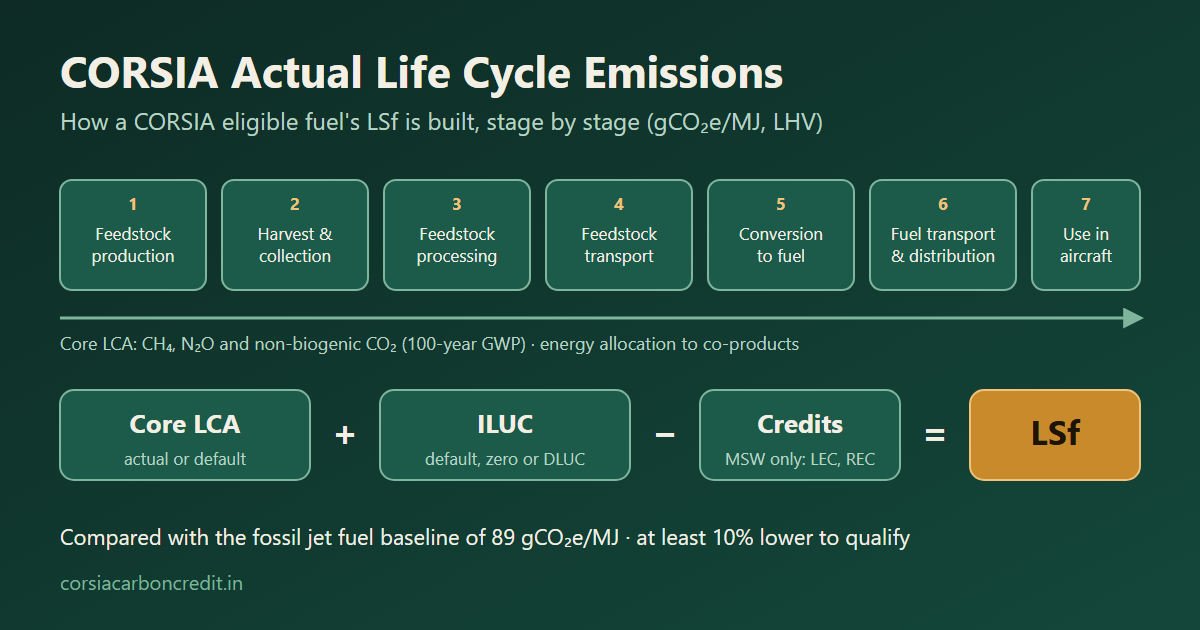 CORSIA Actual Life Cycle Emissions
How a CORSIA eligible fuel's LSf is built, stage by stage (gCO₂e/MJ, LHV)
1
Feedstock
production
2
Harvest &
collection
3
Feedstock
processing
4
Feedstock
transport
5
Conversion
to fuel
6
Fuel transport
& distribution
7
Use in
aircraft
Core LCA: CH₄, N₂O and non-biogenic CO₂ (100-year GWP) · energy allocation to co-products
Core LCA
actual or default
+
ILUC
default, zero or DLUC
−
Credits
MSW only: LEC, REC
=
LSf
Compared with the fossil jet fuel baseline of 89 gCO₂e/MJ · at least 10% lower to qualify
corsiacarboncredit.in